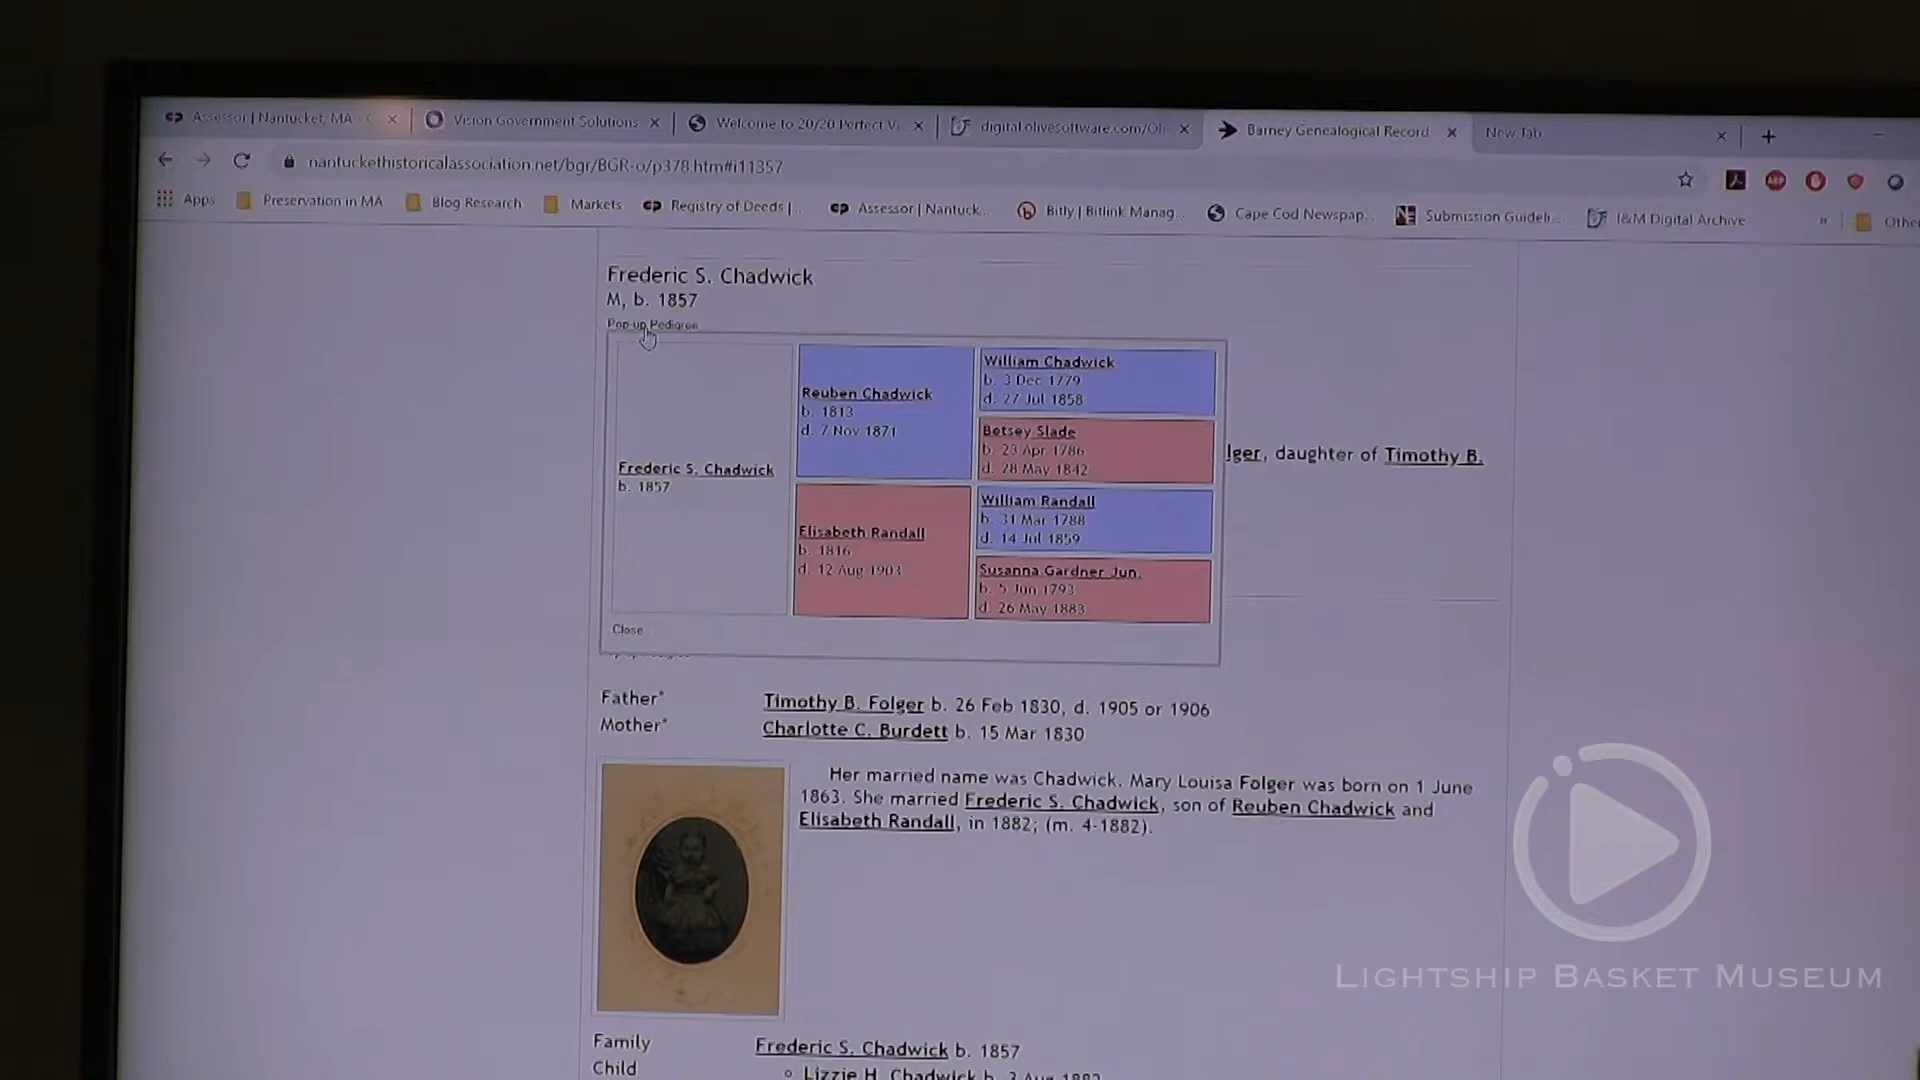 Assessor | Nantucket, MA
Vision Government Solutions
Welcome to 20/20 Perfect V
digital.olivesoftware.com/Oli
Barney Genealogical Record
New Tab
nantuckethistoricalassociation.net/bgr/BGR-o/p378.htm#i11357
Apps
Preservation in MA
Blog Research
Markets
Registry of Deeds |...
Assessor | Nantuck...
Bitly | Bitlink Manag...
Cape Cod Newspap...
Submission Guideli...
I&M Digital Archive
»
Other
Frederic S. Chadwick
M, b. 1857
Pop-up Pedigree
Frederic S. Chadwick
b. 1857
Reuben Chadwick
b. 1813
d. 7 Nov 1871
Elisabeth Randall
b. 1816
d. 12 Aug 1903
William Chadwick
b. 3 Dec 1779
d. 27 Jul 1858
Betsey Slade
b. 23 Apr 1786
d. 28 May 1842
William Randall
b. 31 Mar 1788
d. 14 Jul 1859
Susanna Gardner Jun.
b. 5 Jun 1793
d. 26 May 1883
Close
lger, daughter of Timothy B.
Father* Timothy B. Folger b. 26 Feb 1830, d. 1905 or 1906
Mother* Charlotte C. Burdett b. 15 Mar 1830
Her married name was Chadwick. Mary Louisa Folger was born on 1 June
1863. She married Frederic S. Chadwick, son of Reuben Chadwick and
Elisabeth Randall, in 1882; (m. 4-1882).
Family Frederic S. Chadwick b. 1857
Child Lizzie H. Chadwick b. 2 Aug
LIGHTSHIP BASKET MUSEUM